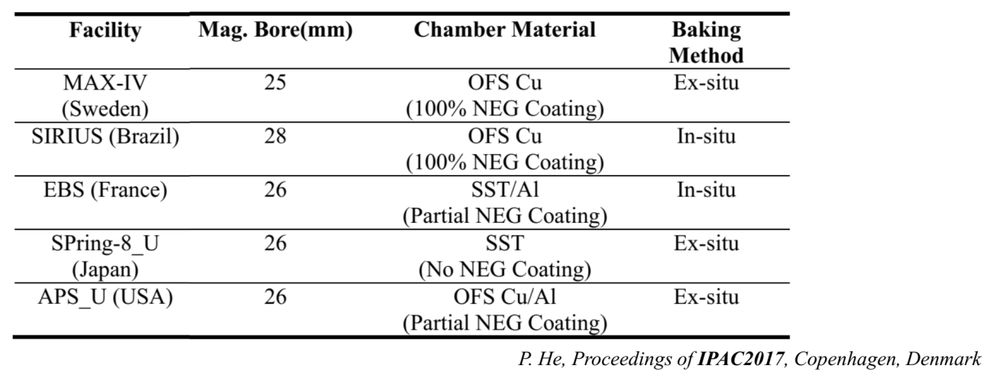 Facility Mag. Bore(mm) Chamber Material Baking
Method
MAX-IV 25 OFS Cu Ex-situ
(Sweden) (100% NEG Coating)
SIRIUS (Brazil) 28 OFS Cu In-situ
(100% NEG Coating)
EBS (France) 26 SST/Al In-situ
(Partial NEG Coating)
SPring-8_U 26 SST Ex-situ
(Japan) (No NEG Coating)
APS_U (USA) 26 OFS Cu/Al Ex-situ
(Partial NEG Coating)
P. He, Proceedings of IPAC2017, Copenhagen, Denmark